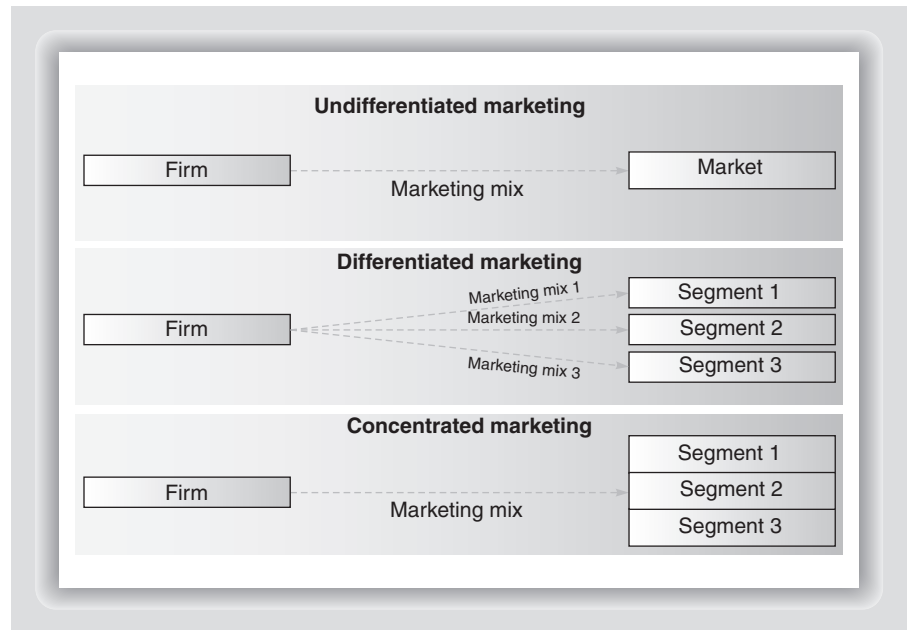 Undifferentiated marketing
Firm
Marketing mix
Market
Differentiated marketing
Firm
Marketing mix 1
Marketing mix 2
Marketing mix 3
Segment 1
Segment 2
Segment 3
Concentrated marketing
Firm
Marketing mix
Segment 1
Segment 2
Segment 3